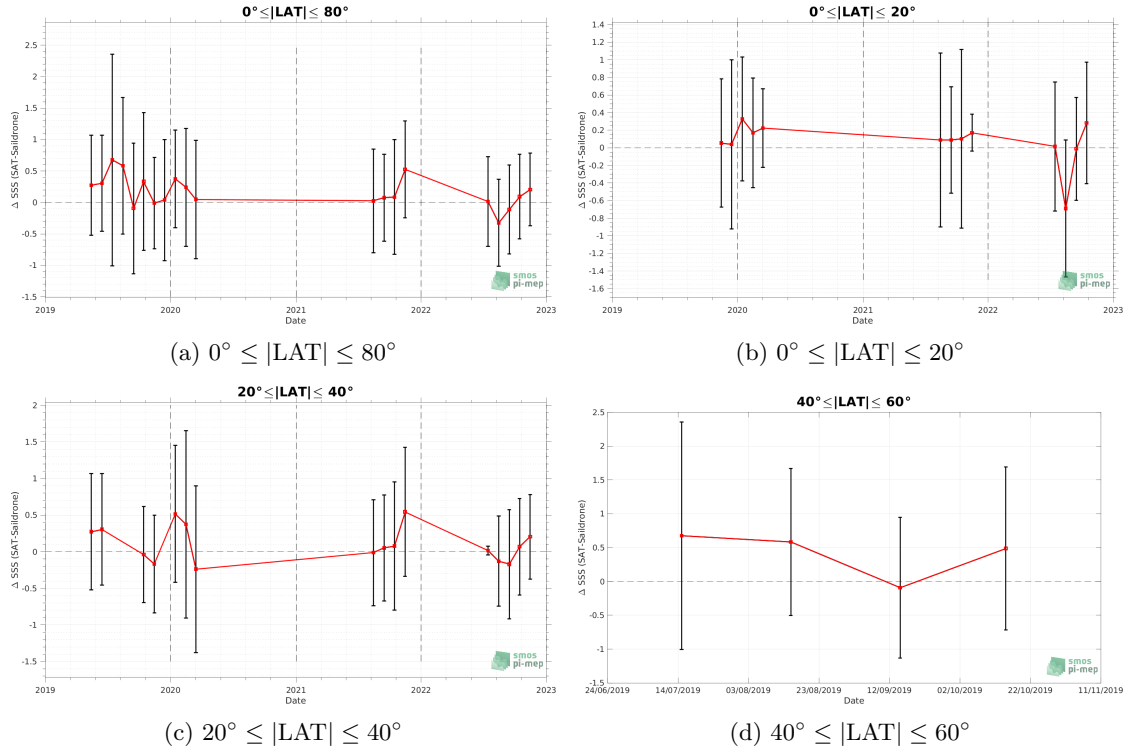 0°≤|LAT|≤ 80°
2.5
2
1.5
1
0.5
0
-0.5
-1
-1.5
Δ SSS (SAT-Saildrone)
2019
2020
2021
2022
2023
Date
smos
pi-mep
(a) 0° ≤ |LAT| ≤ 80°
0°≤|LAT|≤ 20°
1.4
1.2
1
0.8
0.6
0.4
0.2
0
-0.2
-0.4
-0.6
-0.8
-1
-1.2
-1.4
-1.6
Δ SSS (SAT-Saildrone)
2019
2020
2021
2022
2023
Date
smos
pi-mep
(b) 0° ≤ |LAT| ≤ 20°
20°≤|LAT|≤ 40°
2
1.5
1
0.5
0
-0.5
-1
-1.5
Δ SSS (SAT-Saildrone)
2019
2020
2021
2022
2023
Date
smos
pi-mep
(c) 20° ≤ |LAT| ≤ 40°
40°≤|LAT|≤ 60°
2.5
2
1.5
1
0.5
0
-0.5
-1
-1.5
Δ SSS (SAT-Saildrone)
24/06/2019
14/07/2019
03/08/2019
23/08/2019
12/09/2019
02/10/2019
22/10/2019
11/11/2019
Date
smos
pi-mep
(d) 40° ≤ |LAT| ≤ 60°